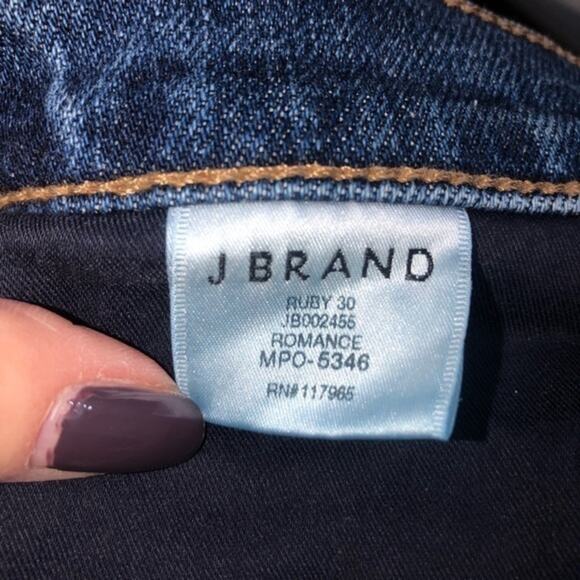 J BRAND
RUBY 30
JB002455
ROMANCE
MPO-5346
RN# 117965